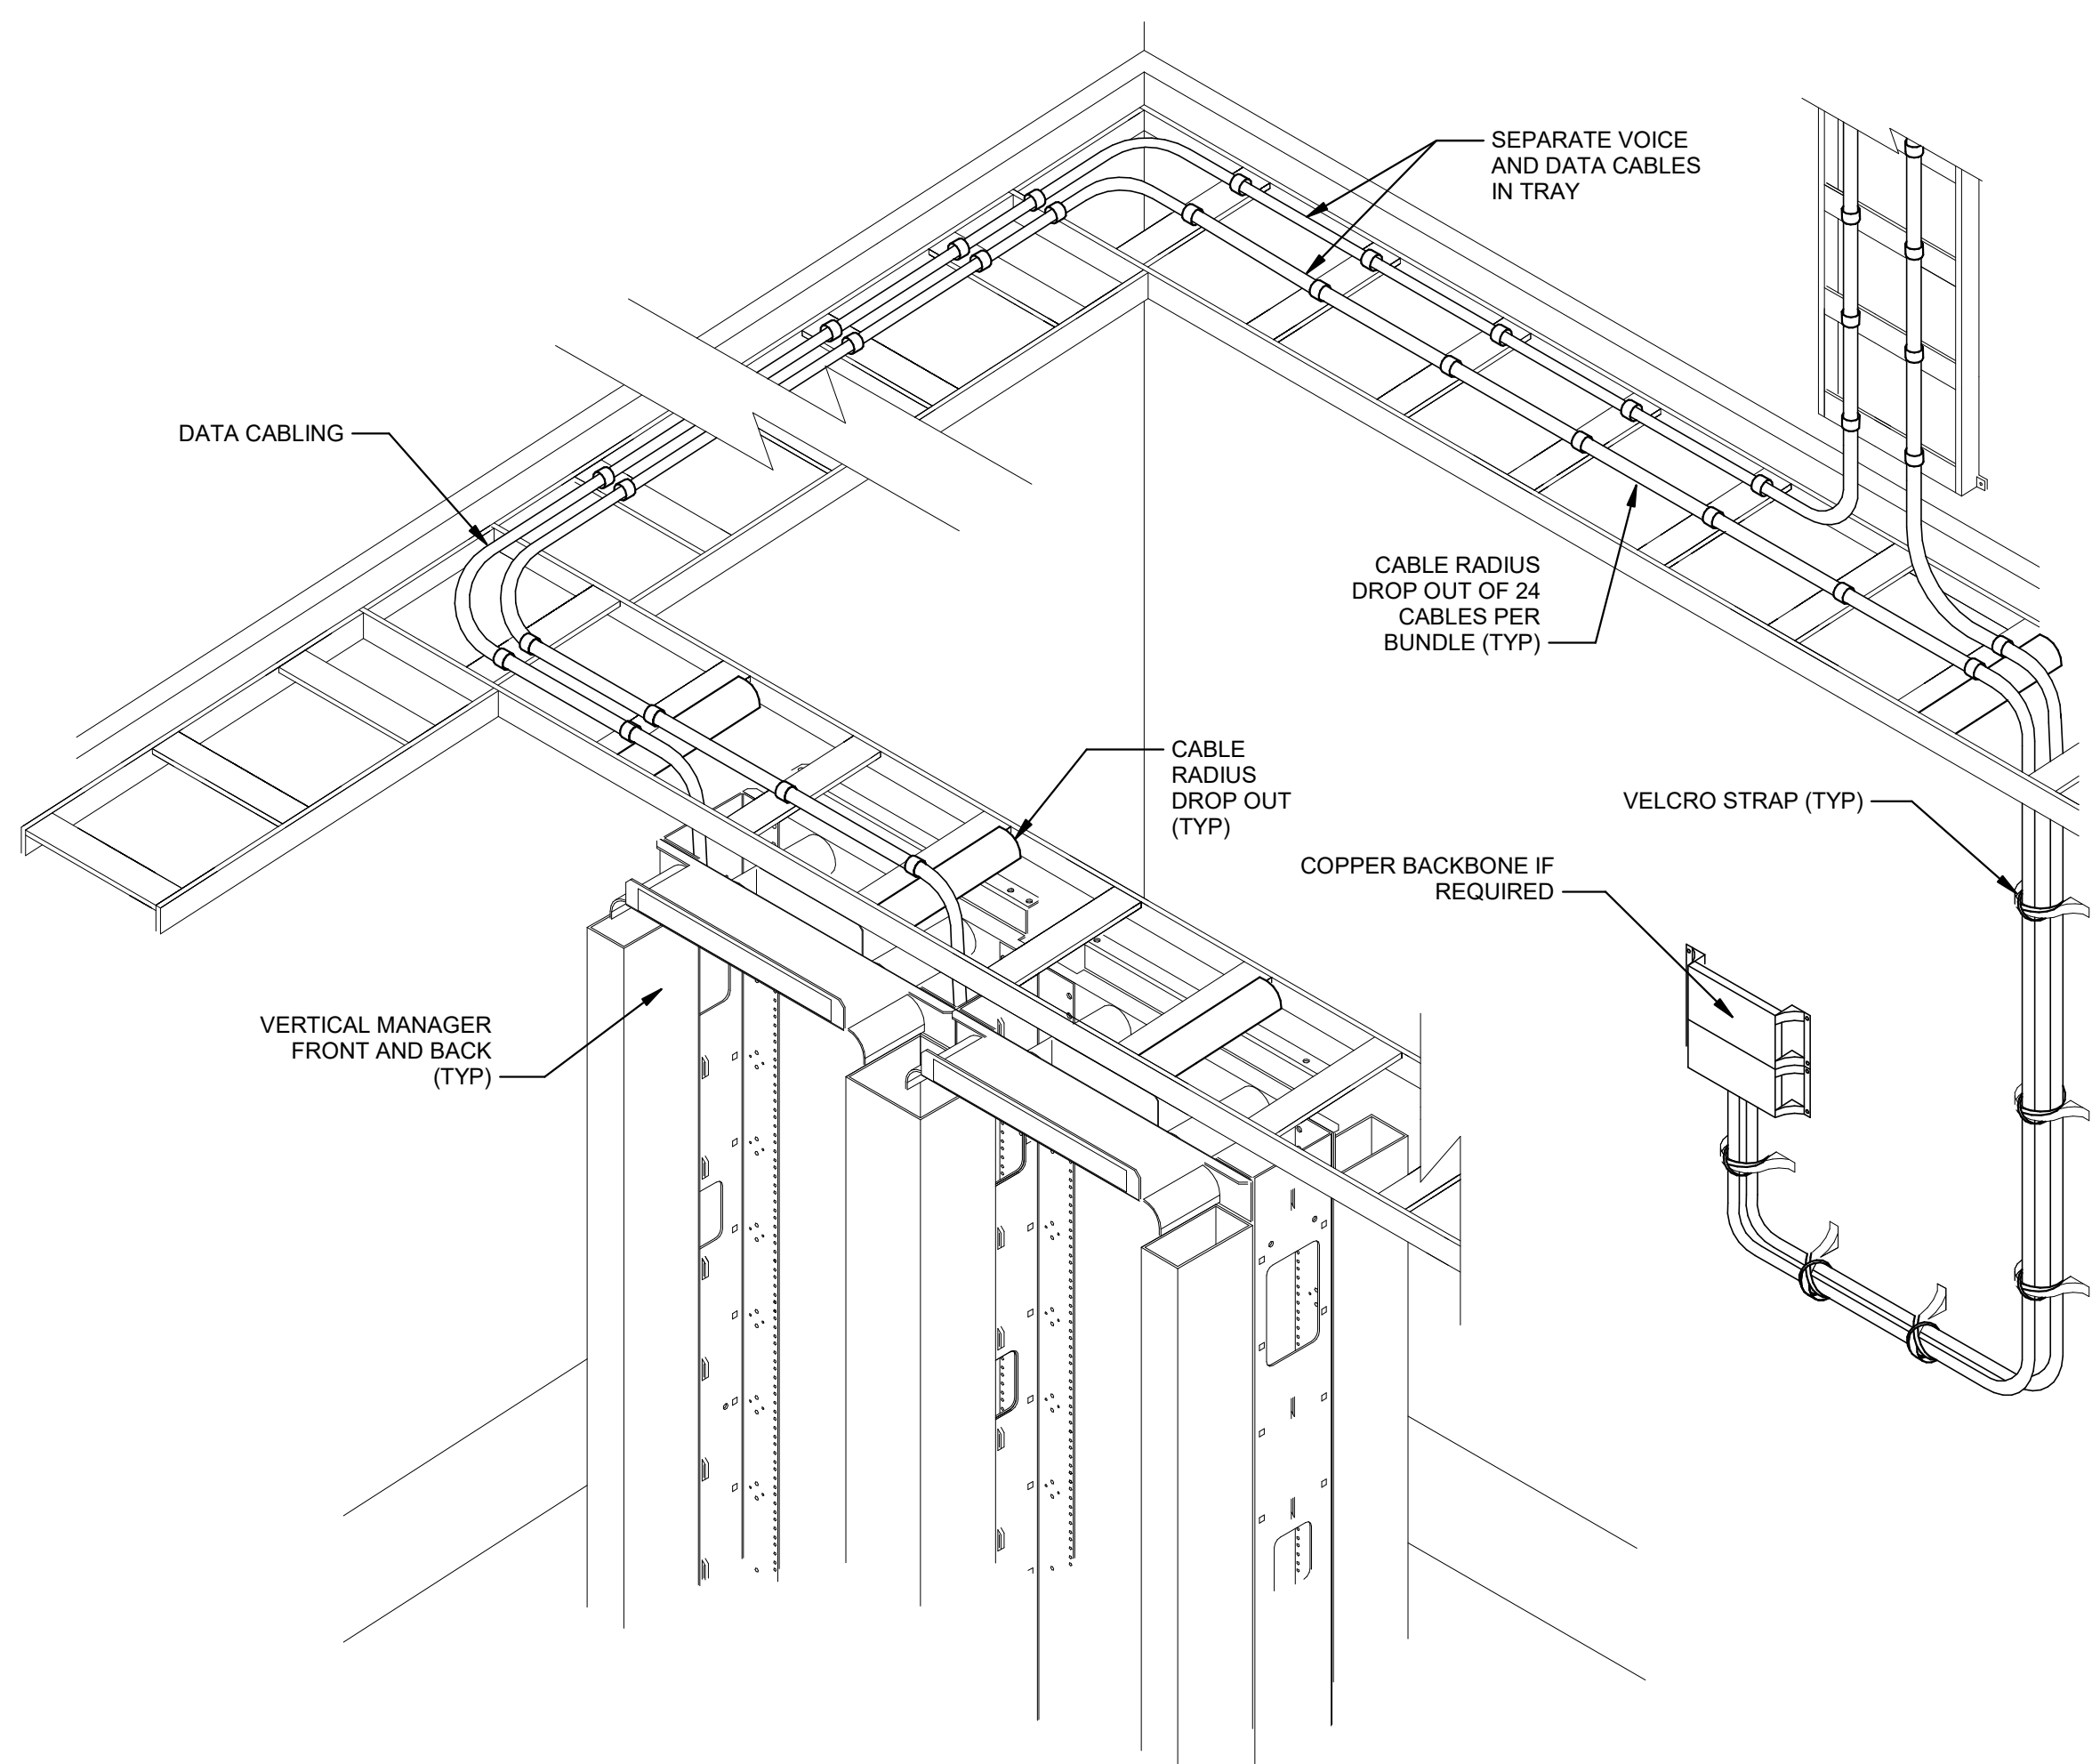 SEPARATE VOICE
AND DATA CABLES
IN TRAY
DATA CABLING
CABLE RADIUS
DROP OUT OF 24
CABLES PER
BUNDLE (TYP)
CABLE
RADIUS
DROP OUT
(TYP)
VELCRO STRAP (TYP)
COPPER BACKBONE IF
REQUIRED
VERTICAL MANAGER
FRONT AND BACK
(TYP)